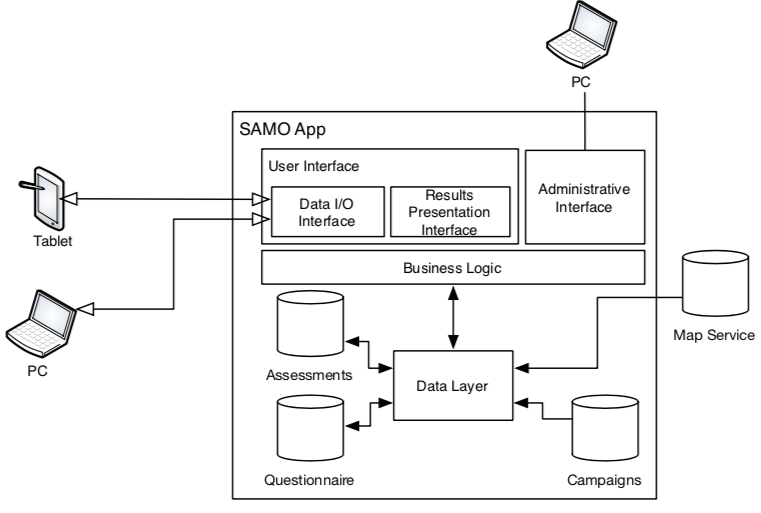 PC
SAMO App
User Interface
Data I/O
Interface
Results
Presentation
Interface
Administrative
Interface
Tablet
Business Logic
PC
Map Service
Assessments
Data Layer
Questionnaire
Campaigns